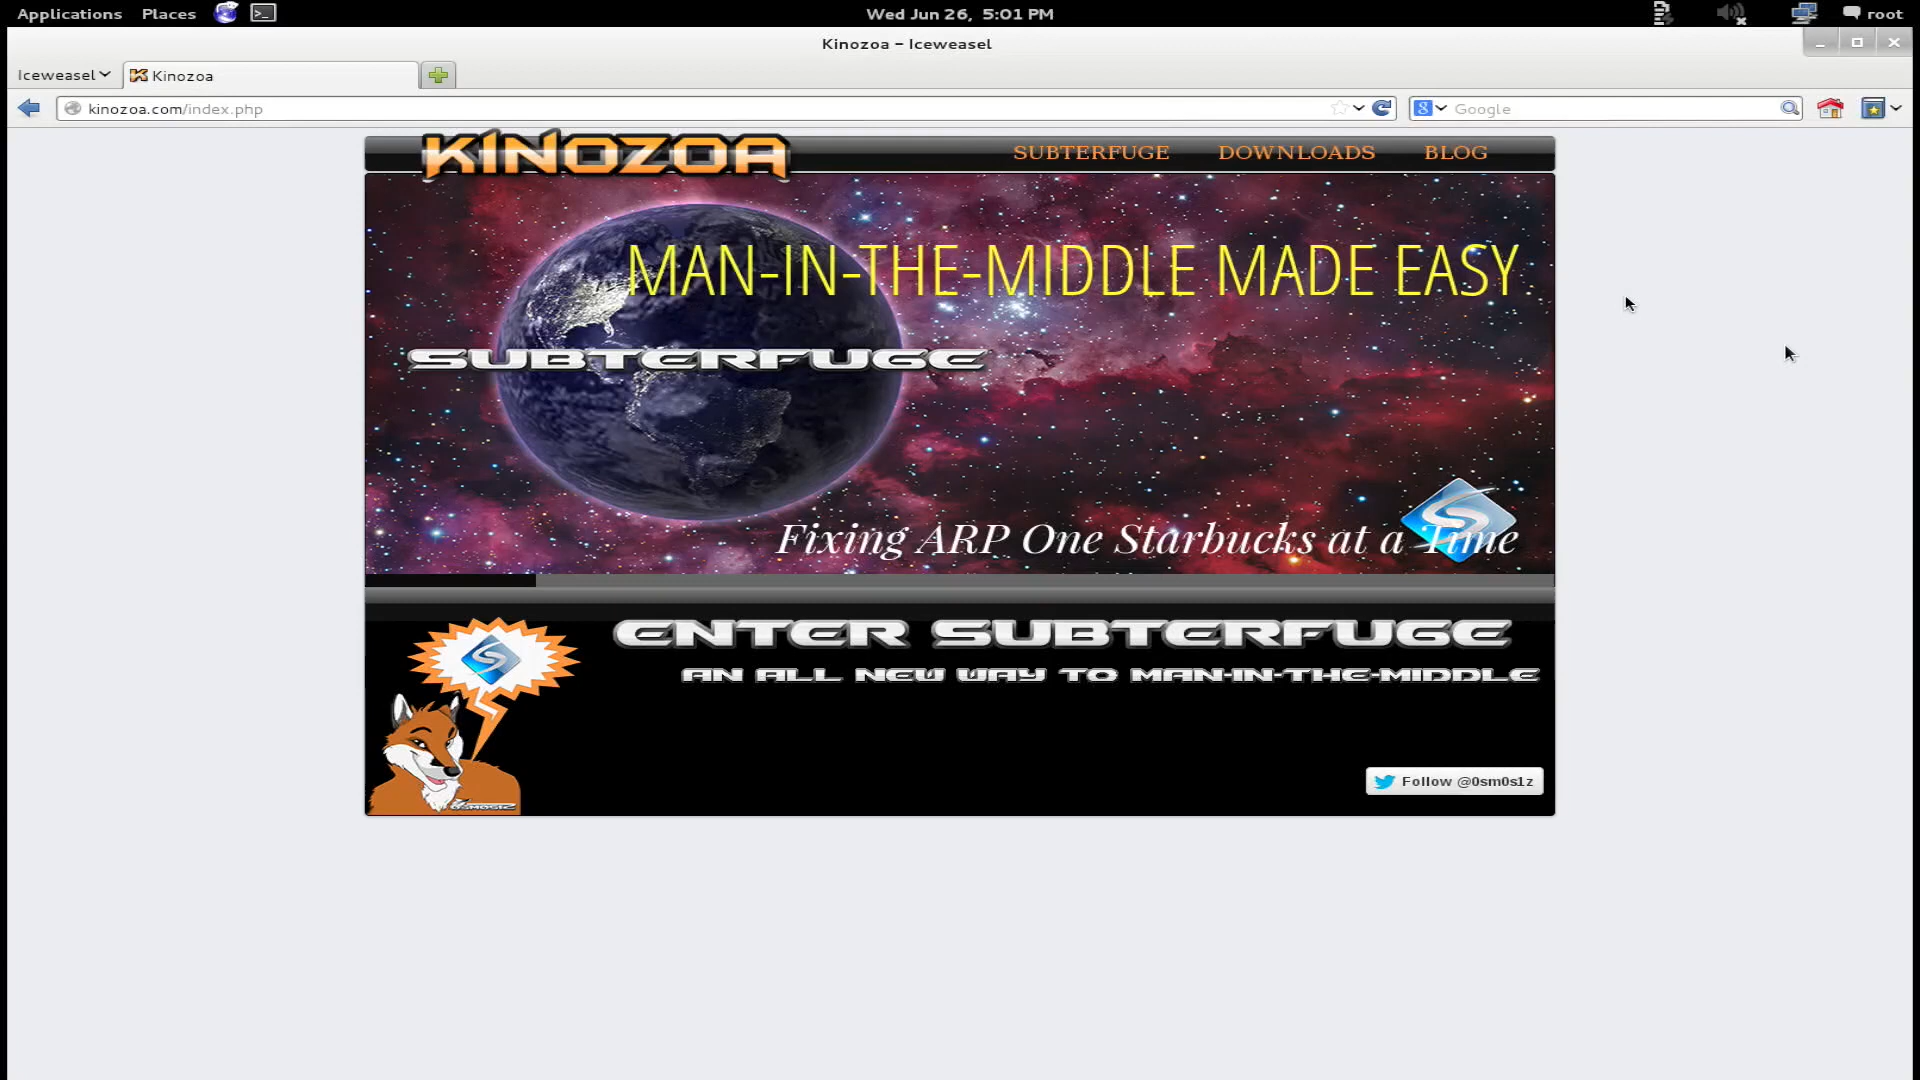 Applications Places Wed Jun 26, 5:01 PM root
Kinozoa - Iceweasel
Iceweasel Kinozoa
kinozoa.com/index.php Google
KINOZOA SUBTERFUGE DOWNLOADS BLOG
MAN-IN-THE-MIDDLE MADE EASY
SUBTERFUGE
Fixing ARP One Starbucks at a Time
ENTER SUBTERFUGE
AN ALL NEW WAY TO MAN-IN-THE-MIDDLE
Follow @0sm0s1z